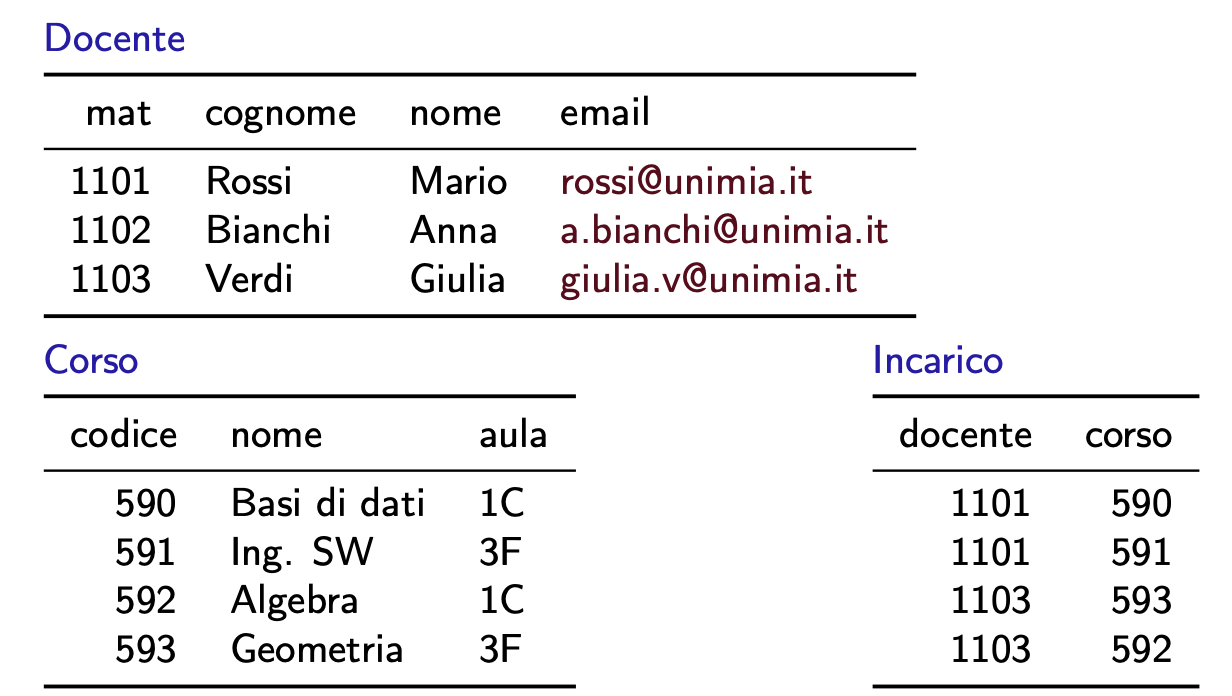 Docente
mat cognome nome email
1101 Rossi Mario rossi@unimia.it
1102 Bianchi Anna a.bianchi@unimia.it
1103 Verdi Giulia giulia.v@unimia.it
Corso
codice nome aula
590 Basi di dati 1C
591 Ing. SW 3F
592 Algebra 1C
593 Geometria 3F
Incarico
docente corso
1101 590
1101 591
1103 593
1103 592